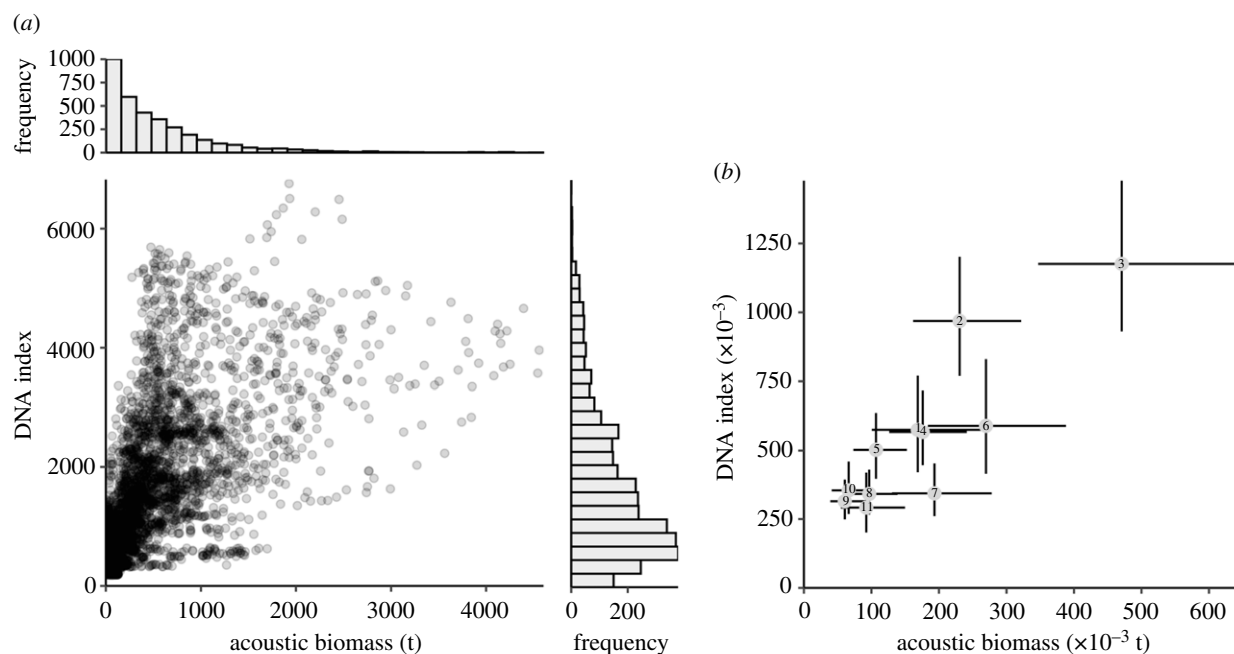 (a)
1000
750
500
250
0
frequency
6000
4000
2000
0
DNA index
0 1000 2000 3000 4000
acoustic biomass (t)
0 200
frequency
(b)
1250
1000
750
500
250
0
DNA index (×10⁻³)
3
2
1 4 6
5
10
9 8 7
11
0 100 200 300 400 500 600
acoustic biomass (×10⁻³ t)